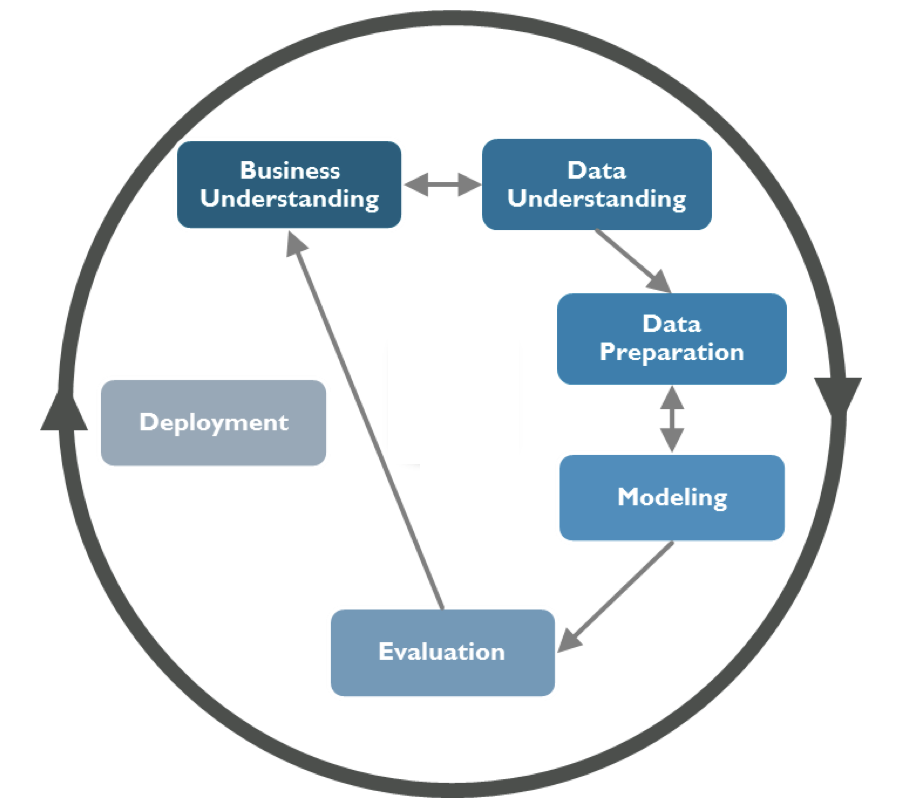 Business
Understanding
Data
Understanding
Data
Preparation
Deployment
Modeling
Evaluation